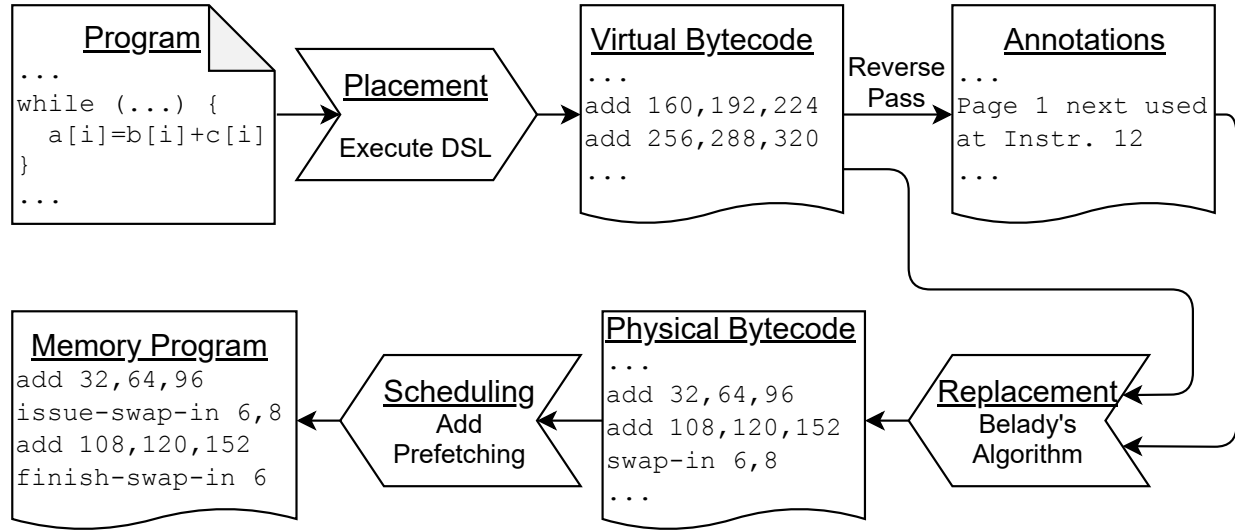 Program
...
while (...) {
  a[i]=b[i]+c[i]
}
...
Placement
Execute DSL
Virtual Bytecode
...
add 160,192,224
add 256,288,320
...
Reverse
Pass
Annotations
...
Page 1 next used
at Instr. 12
...
Memory Program
add 32,64,96
issue-swap-in 6,8
add 108,120,152
finish-swap-in 6
Scheduling
Add
Prefetching
Physical Bytecode
...
add 32,64,96
add 108,120,152
swap-in 6,8
...
Replacement
Belady's
Algorithm